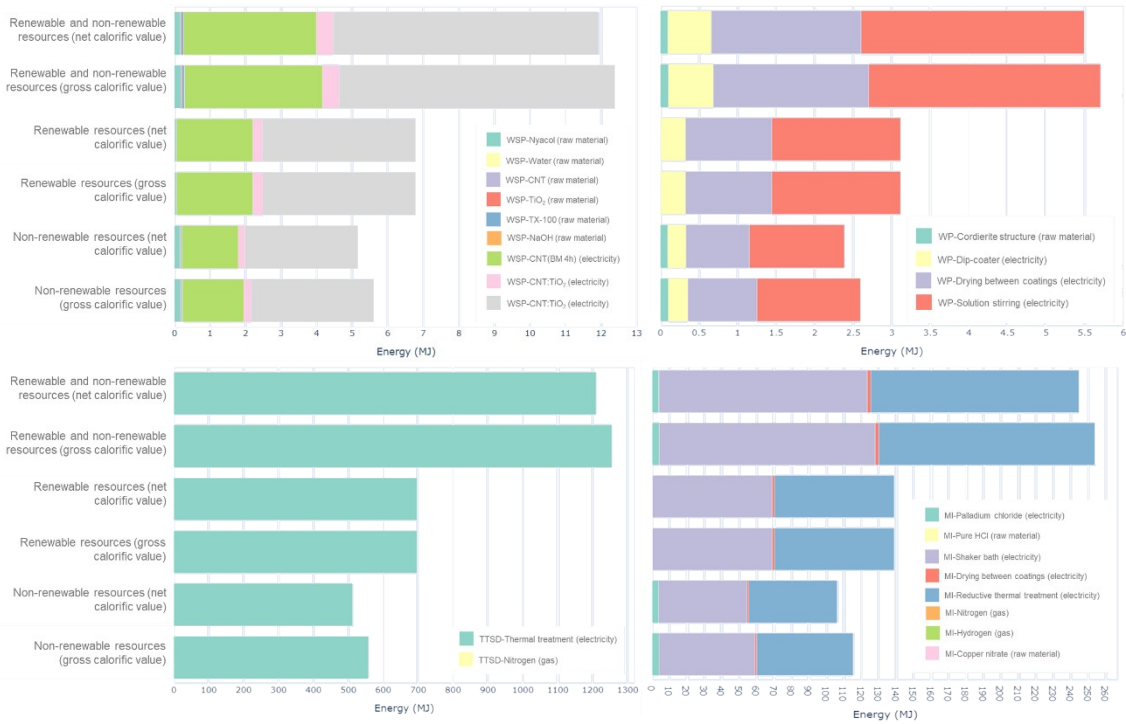 Renewable and non-renewable
resources (net calorific value)
Renewable and non-renewable
resources (gross calorific value)
Renewable resources (net
calorific value)
Renewable resources (gross
calorific value)
Non-renewable resources (net
calorific value)
Non-renewable resources
(gross calorific value)
WSP-Nyacol (raw material)
WSP-Water (raw material)
WSP-CNT (raw material)
WSP-TiO₂ (raw material)
WSP-TX-100 (raw material)
WSP-NaOH (raw material)
WSP-CNT(BM 4h) (electricity)
WSP-CNT:TiO₂ (electricity)
WSP-CNT:TiO₂ (electricity)
0 1 2 3 4 5 6 7 8 9 10 11 12 13
Energy (MJ)
WP-Cordierite structure (raw material)
WP-Dip-coater (electricity)
WP-Drying between coatings (electricity)
WP-Solution stirring (electricity)
0 0.5 1 1.5 2 2.5 3 3.5 4 4.5 5 5.5 6
Energy (MJ)
Renewable and non-renewable
resources (net calorific value)
Renewable and non-renewable
resources (gross calorific value)
Renewable resources (net
calorific value)
Renewable resources (gross
calorific value)
Non-renewable resources (net
calorific value)
Non-renewable resources
(gross calorific value)
TTSD-Thermal treatment (electricity)
TTSD-Nitrogen (gas)
0 100 200 300 400 500 600 700 800 900 1000 1100 1200 1300
Energy (MJ)
MI-Palladium chloride (electricity)
MI-Pure HCl (raw material)
MI-Shaker bath (electricity)
MI-Drying between coatings (electricity)
MI-Reductive thermal treatment (electricity)
MI-Nitrogen (gas)
MI-Hydrogen (gas)
MI-Copper nitrate (raw material)
0 10 20 30 40 50 60 70 80 90 100 110 120 130 140 150 160 170 180 190 200 210 220 230 240 250 260
Energy (MJ)